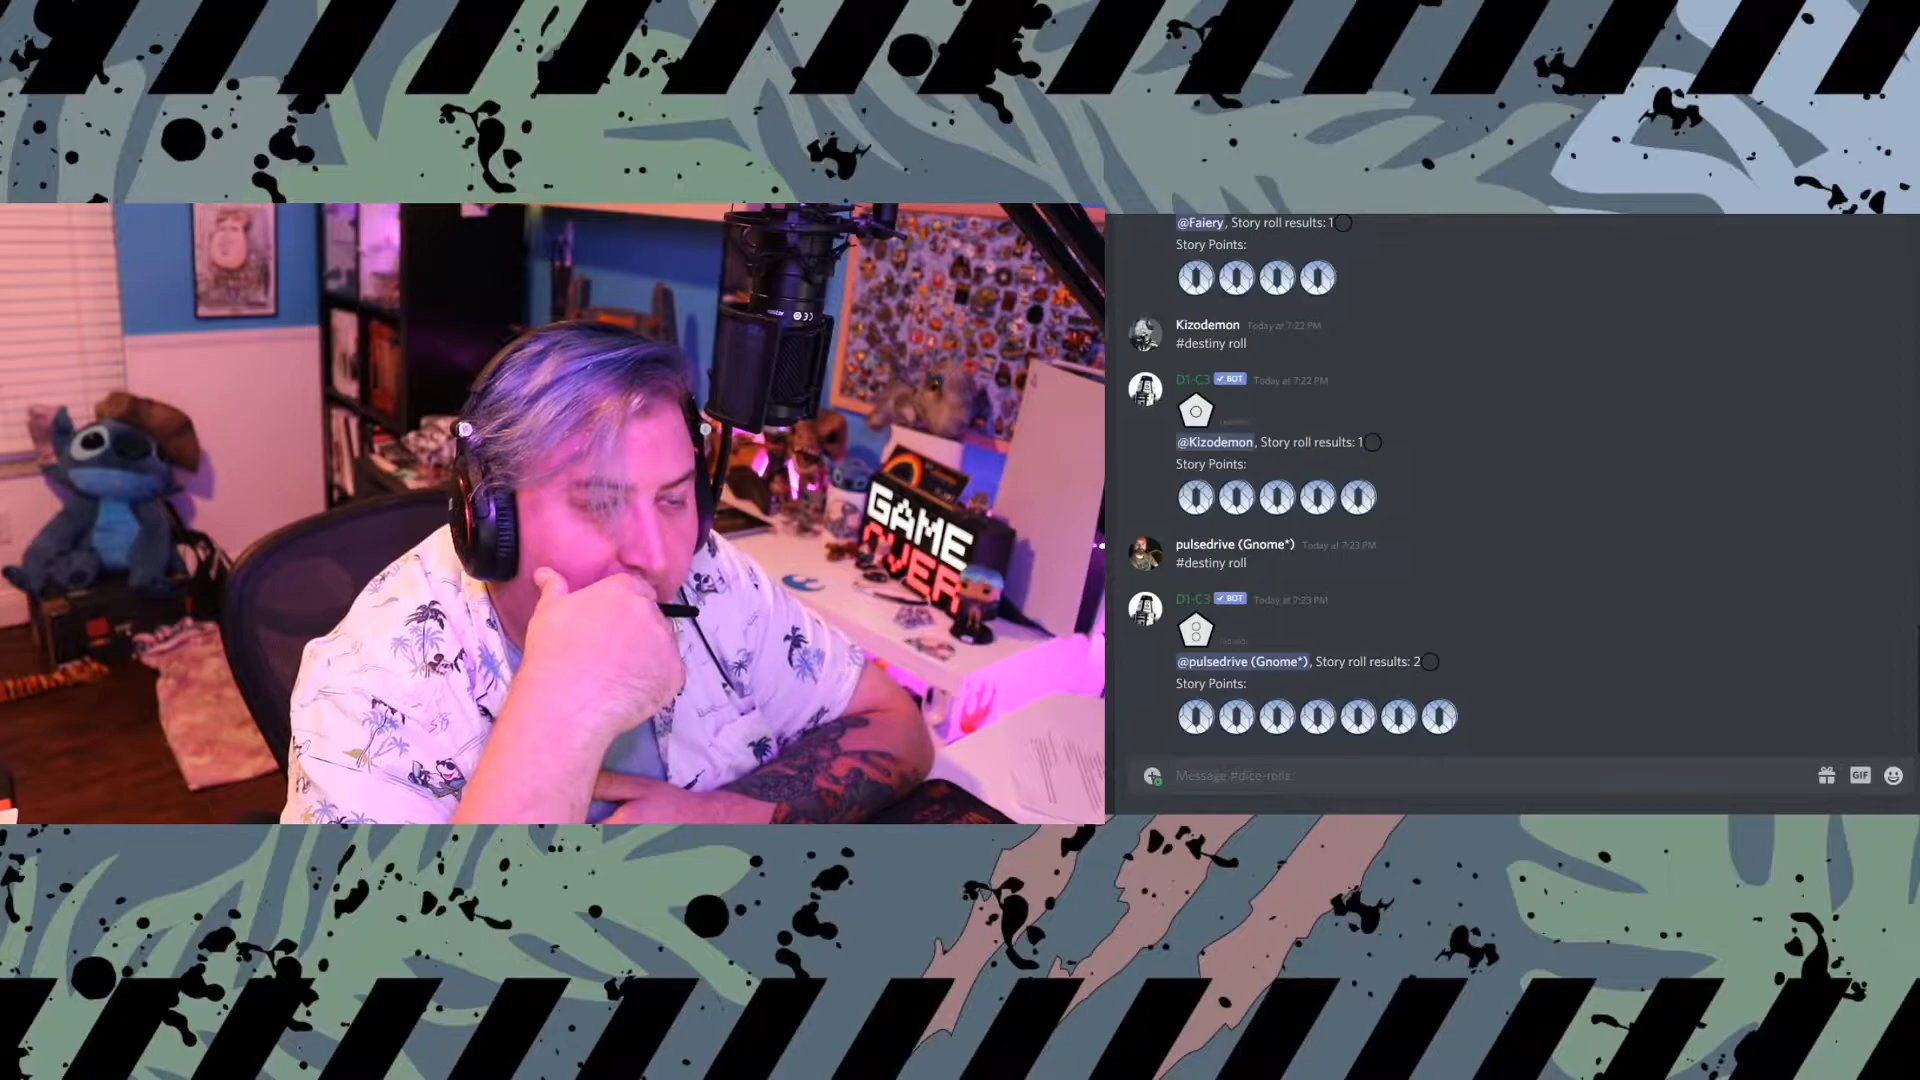 @Faiery, Story roll results: 1
Story Points:
Kizodemon Today at 7:22 PM
#destiny roll
D1-C3 ✓ BOT Today at 7:22 PM
@Kizodemon, Story roll results: 1
Story Points:
pulsedrive (Gnome*) Today at 7:23 PM
#destiny roll
D1-C3 ✓ BOT Today at 7:23 PM
@pulsedrive (Gnome*), Story roll results: 2
Story Points:
Message #dice-rolls
GIF
GAME
OVER